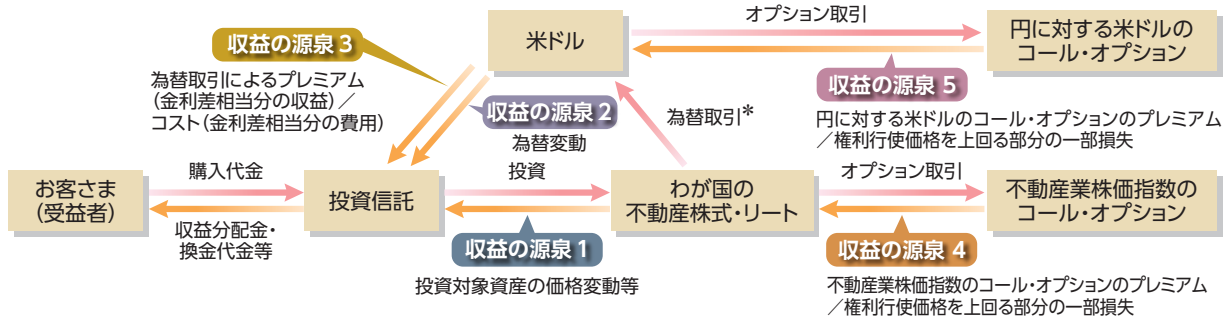 オプション取引
収益の源泉 3
米ドル
円に対する米ドルの
コール・オプション
為替取引によるプレミアム
(金利差相当分の収益)／
コスト(金利差相当分の費用)
収益の源泉 2
為替変動
為替取引*
収益の源泉 5
円に対する米ドルのコール・オプションのプレミアム
／権利行使価格を上回る部分の一部損失
お客さま
(受益者)
購入代金
収益分配金・
換金代金等
投資信託
投資
収益の源泉 1
投資対象資産の価格変動等
わが国の
不動産株式・リート
オプション取引
収益の源泉 4
不動産業株価指数の
コール・オプション
不動産業株価指数のコール・オプションのプレミアム
／権利行使価格を上回る部分の一部損失